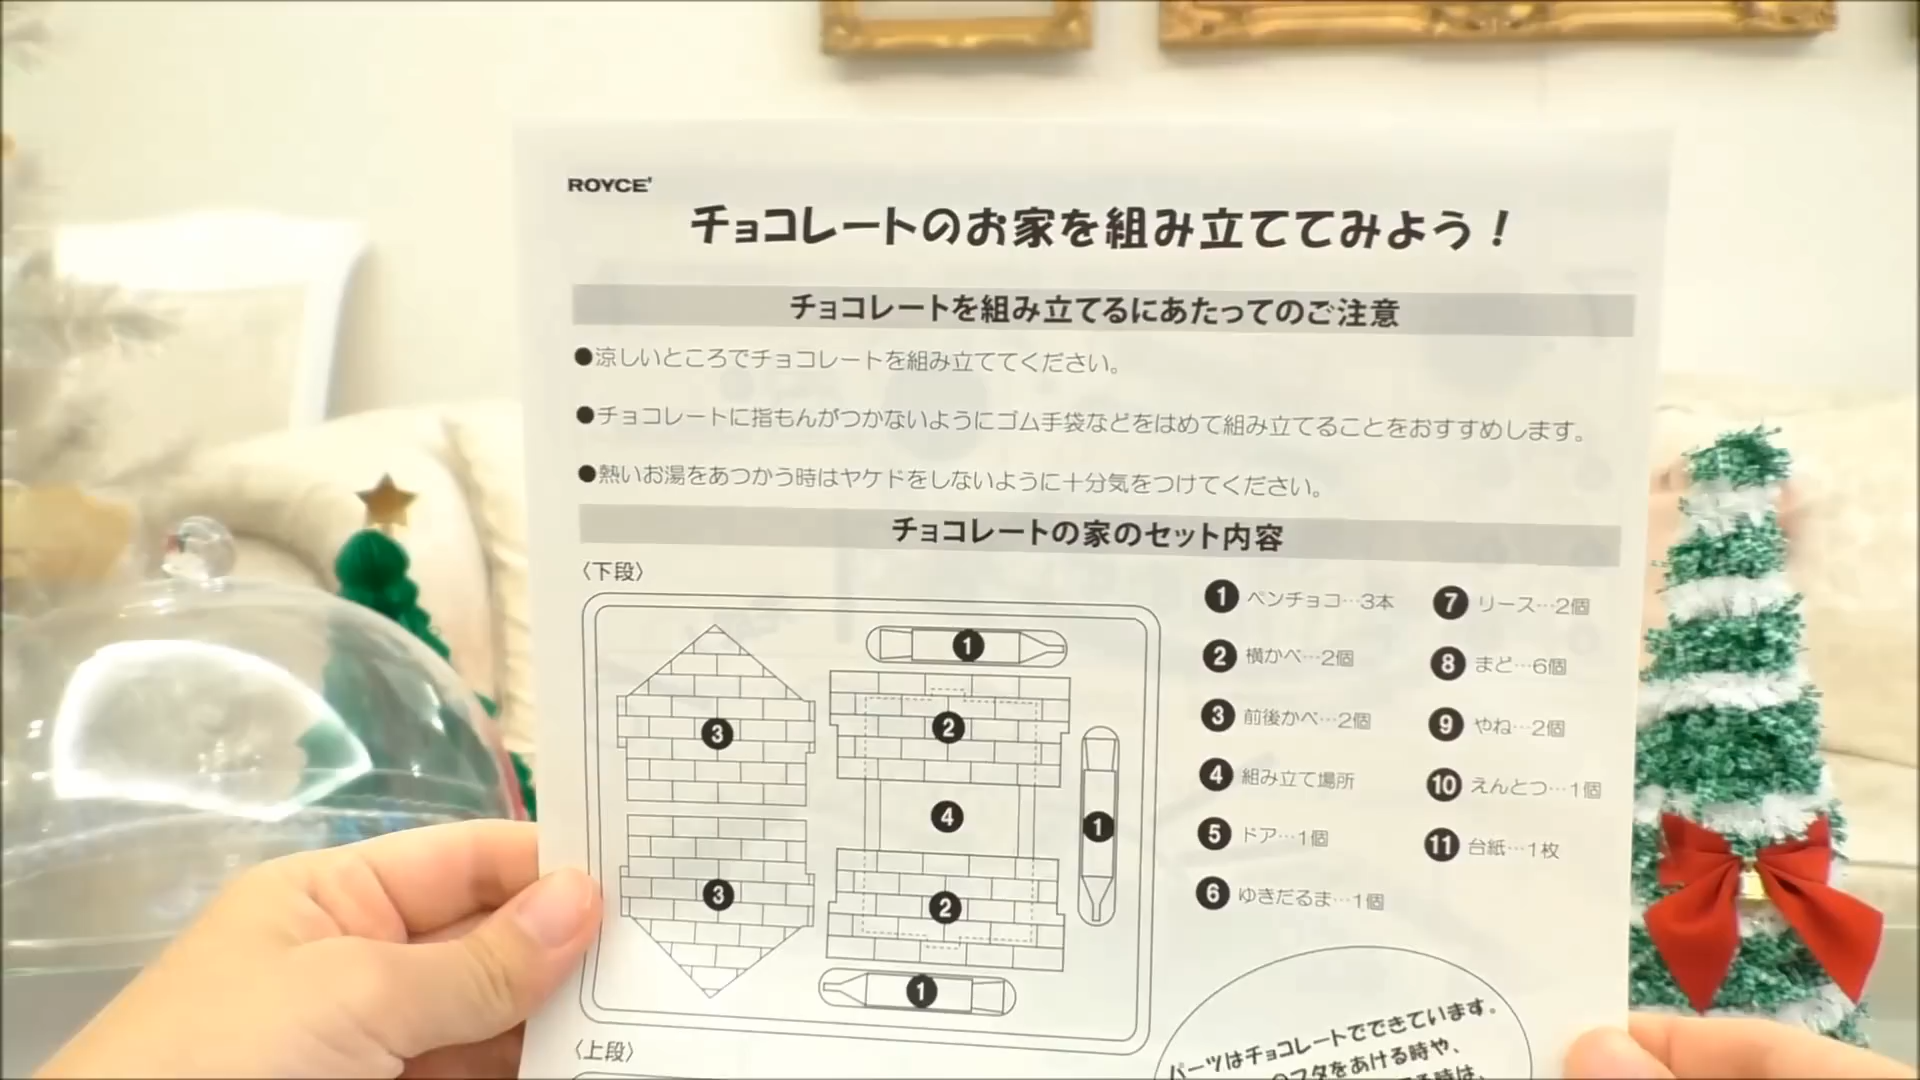 ROYCE'
チョコレートのお家を組み立ててみよう！
チョコレートを組み立てるにあたってのご注意
●涼しいところでチョコレートを組み立ててください。
●チョコレートに指もんがつかないようにゴム手袋などをはめて組み立てることをおすすめします。
●熱いお湯をあつかう時はヤケドをしないように十分気をつけてください。
チョコレートの家のセット内容
〈下段〉
1
3
2
4
1
3
2
1
1 ペンチョコ…3本
2 横かべ…2個
3 前後かべ…2個
4 組み立て場所
5 ドア…1個
6 ゆきだるま…1個
7 リース…2個
8 まど…6個
9 やね…2個
10 えんとつ…1個
11 台紙…1枚
パーツはチョコレートでできています。
フタをあける時や、
時は、
〈上段〉